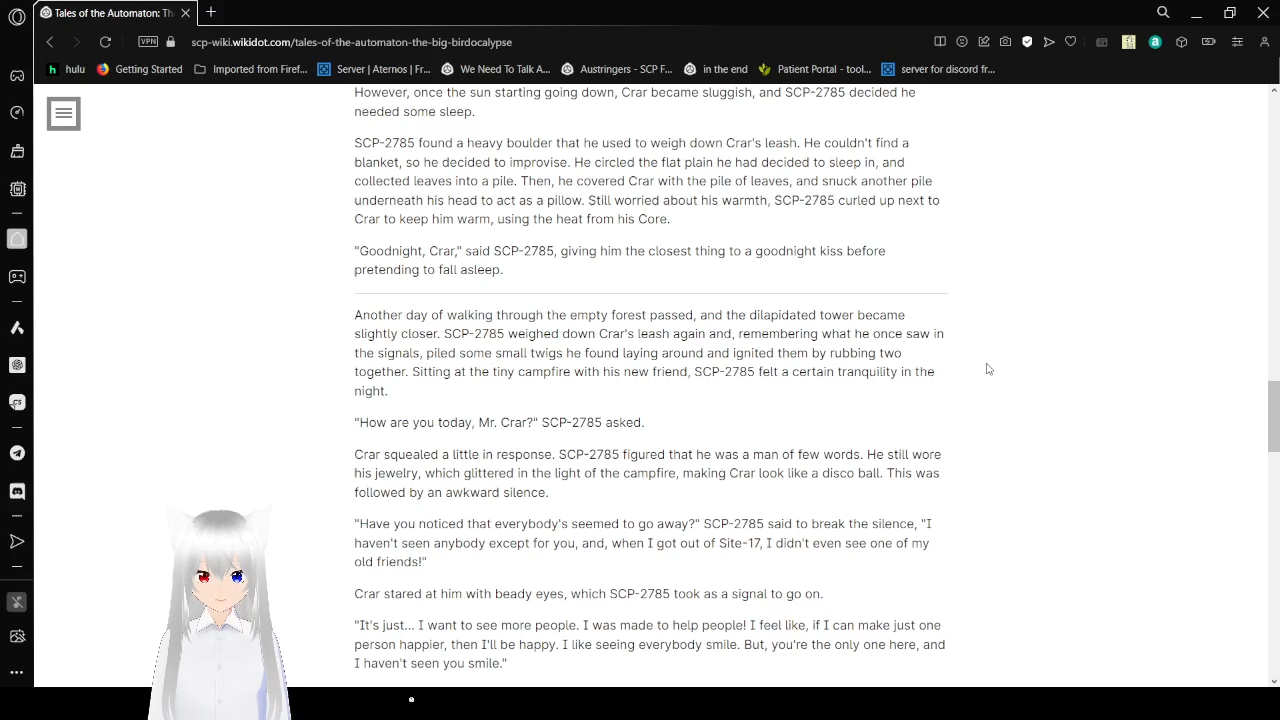 Tales of the Automaton: Th
scp-wiki.wikidot.com/tales-of-the-automaton-the-big-birdocalypse
VPN
hulu
Getting Started
Imported from Firef...
Server | Aternos | Fr...
We Need To Talk A...
Austringers - SCP F...
in the end
Patient Portal - tool...
server for discord fr...
However, once the sun starting going down, Crar became sluggish, and SCP-2785 decided he
needed some sleep.
SCP-2785 found a heavy boulder that he used to weigh down Crar's leash. He couldn't find a
blanket, so he decided to improvise. He circled the flat plain he had decided to sleep in, and
collected leaves into a pile. Then, he covered Crar with the pile of leaves, and snuck another pile
underneath his head to act as a pillow. Still worried about his warmth, SCP-2785 curled up next to
Crar to keep him warm, using the heat from his Core.
"Goodnight, Crar," said SCP-2785, giving him the closest thing to a goodnight kiss before
pretending to fall asleep.
Another day of walking through the empty forest passed, and the dilapidated tower became
slightly closer. SCP-2785 weighed down Crar's leash again and, remembering what he once saw in
the signals, piled some small twigs he found laying around and ignited them by rubbing two
together. Sitting at the tiny campfire with his new friend, SCP-2785 felt a certain tranquility in the
night.
"How are you today, Mr. Crar?" SCP-2785 asked.
Crar squealed a little in response. SCP-2785 figured that he was a man of few words. He still wore
his jewelry, which glittered in the light of the campfire, making Crar look like a disco ball. This was
followed by an awkward silence.
"Have you noticed that everybody's seemed to go away?" SCP-2785 said to break the silence, "I
haven't seen anybody except for you, and, when I got out of Site-17, I didn't even see one of my
old friends!"
Crar stared at him with beady eyes, which SCP-2785 took as a signal to go on.
"It's just... I want to see more people. I was made to help people! I feel like, if I can make just one
person happier, then I'll be happy. I like seeing everybody smile. But, you're the only one here, and
I haven't seen you smile."